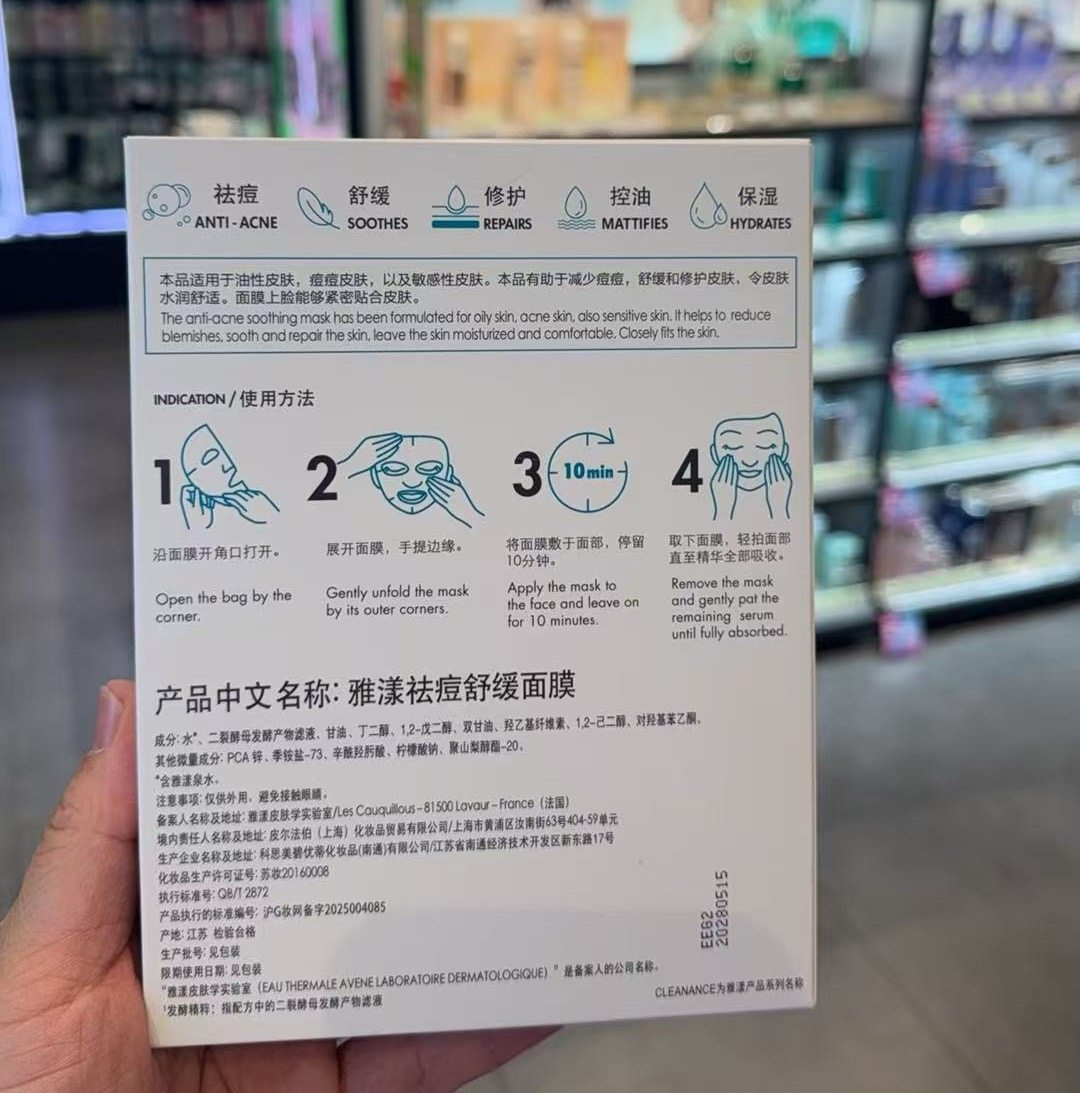 祛痘
ANTI-ACNE
舒缓
SOOTHES
修护
REPAIRS
控油
MATTIFIES
保湿
HYDRATES
本品适用于油性皮肤，痘痘皮肤，以及敏感性皮肤。本品有助于减少痘痘，舒缓和修护皮肤，令皮肤
水润舒适。面膜上脸能够紧密贴合皮肤。
The anti-acne soothing mask has been formulated for oily skin, acne skin, also sensitive skin. It helps to reduce
blemishes, sooth and repair the skin, leave the skin moisturized and comfortable. Closely fits the skin.
INDICATION / 使用方法
1
沿面膜开角口打开。
Open the bag by the
corner.
2
展开面膜，手提边缘。
Gently unfold the mask
by its outer corners.
3
10min
将面膜敷于面部，停留
10分钟。
Apply the mask to
the face and leave on
for 10 minutes.
4
取下面膜，轻拍面部
直至精华全部吸收。
Remove the mask
and gently pat the
remaining serum
until fully absorbed.
产品中文名称: 雅漾祛痘舒缓面膜
成分: 水*、二裂酵母发酵产物滤液、甘油、丁二醇、1,2-戊二醇、双甘油、羟乙基纤维素、1,2-己二醇、对羟基苯乙酮。
其他微量成分: PCA 锌、季铵盐-73、辛酰羟肟酸、柠檬酸钠、聚山梨醇酯-20。
*含雅漾泉水。
注意事项: 仅供外用，避免接触眼睛。
备案人名称及地址: 雅漾皮肤学实验室/Les Cauquillous - 81500 Lavaur - France（法国）
境内责任人名称及地址: 皮尔法伯（上海）化妆品贸易有限公司/上海市黄浦区汝南街63号404-59单元
生产企业名称及地址: 科思美碧优蒂化妆品(南通)有限公司/江苏省南通经济技术开发区新东路17号
化妆品生产许可证号: 苏妆20160008
执行标准号: QB/T 2872
产品执行的标准编号: 沪G妆网备字2025004085
产地: 江苏 检验合格
生产批号: 见包装
限期使用日期: 见包装
"雅漾皮肤学实验室（EAU THERMALE AVENE LABORATOIRE DERMATOLOGIQUE）" 是备案人的公司名称。
¹发酵精粹：指配方中的二裂酵母发酵产物滤液
EE62
20280515
CLEANANCE为雅漾产品系列名称